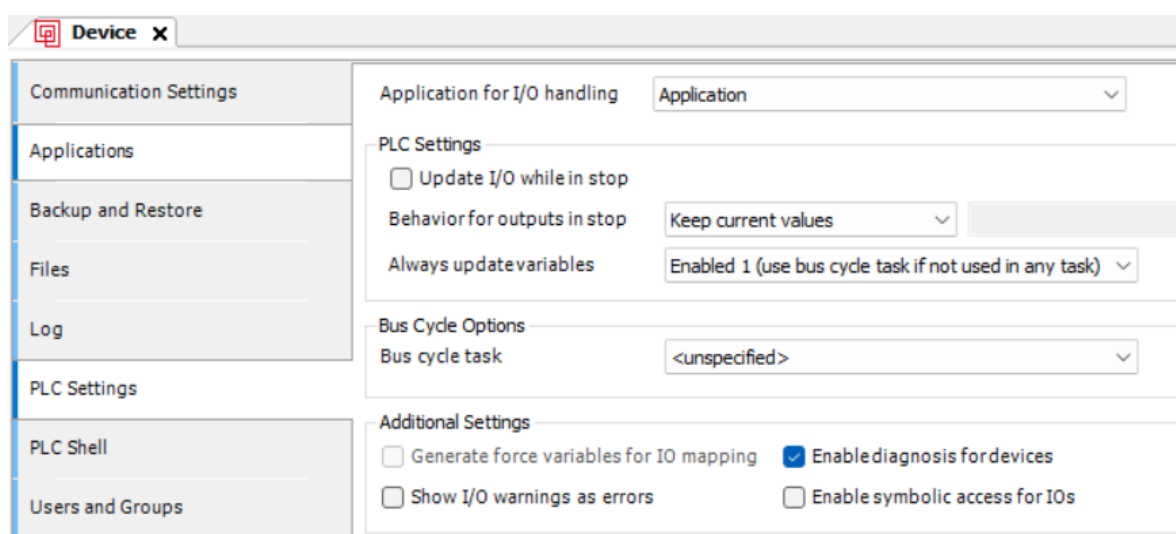 Device
Communication Settings
Applications
Backup and Restore
Files
Log
PLC Settings
PLC Shell
Users and Groups
Application for I/O handling Application
PLC Settings
Update I/O while in stop
Behavior for outputs in stop Keep current values
Always update variables Enabled 1 (use bus cycle task if not used in any task)
Bus Cycle Options
Bus cycle task <unspecified>
Additional Settings
Generate force variables for IO mapping Enable diagnosis for devices
Show I/O warnings as errors Enable symbolic access for IOs